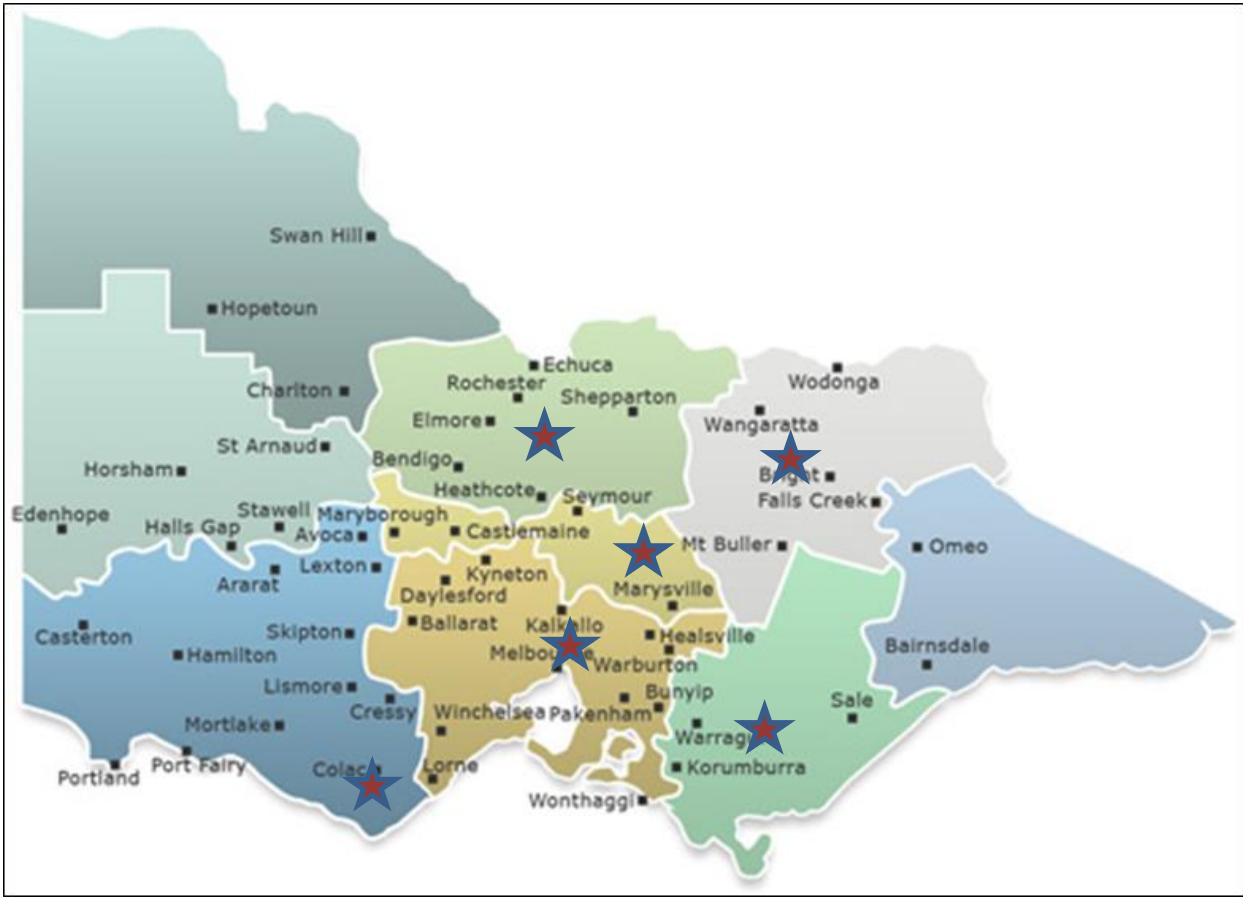 Swan Hill
Hopetoun
Echuca
Wodonga
Rochester
Charlton
Shepparton
Elmore
Wangaratta
St Arnaud
Bendigo
Horsham
Bright
Heathcote
Seymour
Falls Creek
Edenhope
Stawell
Maryborough
Halls Gap
Avoca
Castlemaine
Mt Buller
Omeo
Lexton
Kyneton
Ararat
Marysville
Daylesford
Ballarat
Kalkallo
Casterton
Skipton
Healsville
Hamilton
Melbourne
Warburton
Bairnsdale
Lismore
Bunyip
Cressy
Winchelsea
Pakenham
Sale
Mortlake
Warragu
Port Fairy
Colac
Lorne
Korumburra
Portland
Wonthaggi